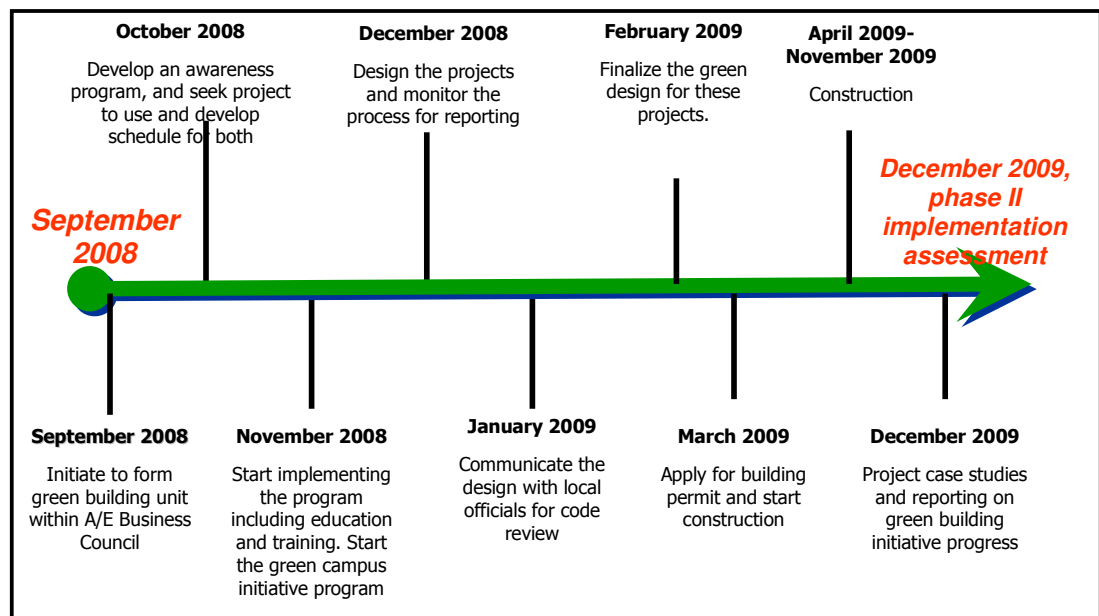 October 2008
Develop an awareness
program, and seek project
to use and develop
schedule for both
December 2008
Design the projects
and monitor the
process for reporting
February 2009
Finalize the green
design for these
projects.
April 2009-
November 2009
Construction
September
2008
December 2009,
phase II
implementation
assessment
September 2008
Initiate to form
green building unit
within A/E Business
Council
November 2008
Start implementing
the program
including education
and training. Start
the green campus
initiative program
January 2009
Communicate the
design with local
officials for code
review
March 2009
Apply for building
permit and start
construction
December 2009
Project case studies
and reporting on
green building
initiative progress